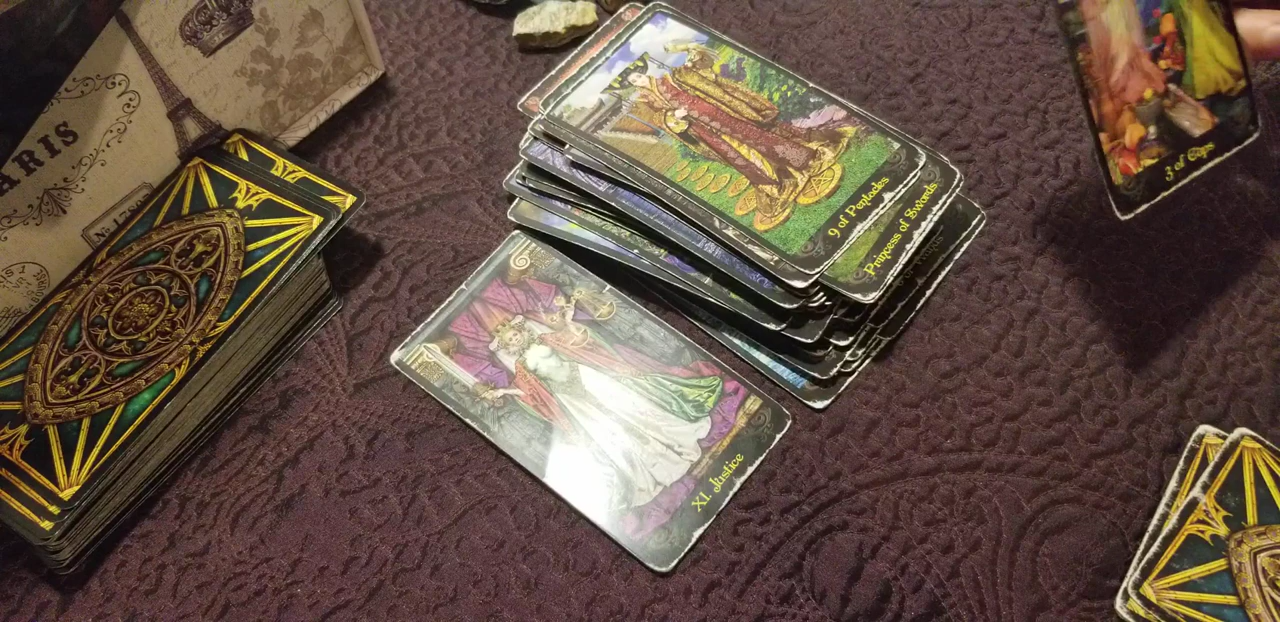 ARIS
9 of Pentacles
Princess of Swords
3 of Cups
XI. Justice